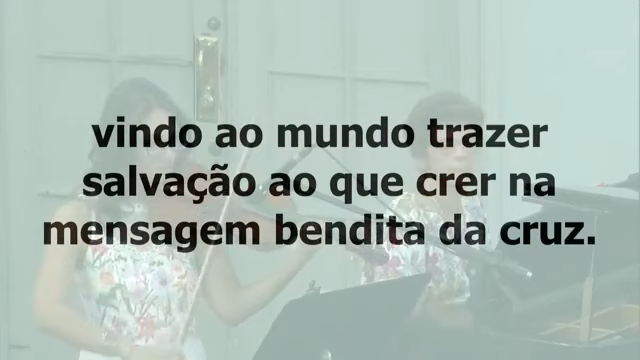 vindo ao mundo trazer
salvação ao que crer na
mensagem bendita da cruz.